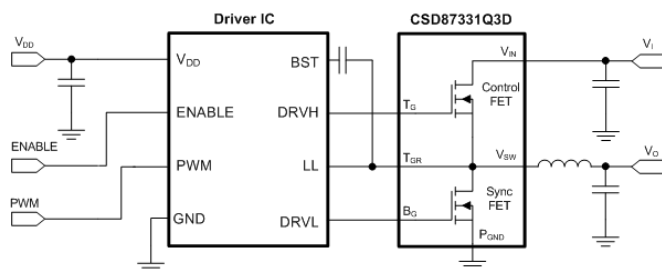 Driver IC
CSD87331Q3D
VDD
VDD
BST
VIN
VI
Control
FET
ENABLE
DRVH
TG
ENABLE
PWM
LL
TGR
VSW
VO
PWM
Sync
FET
GND
DRVL
BG
PGND